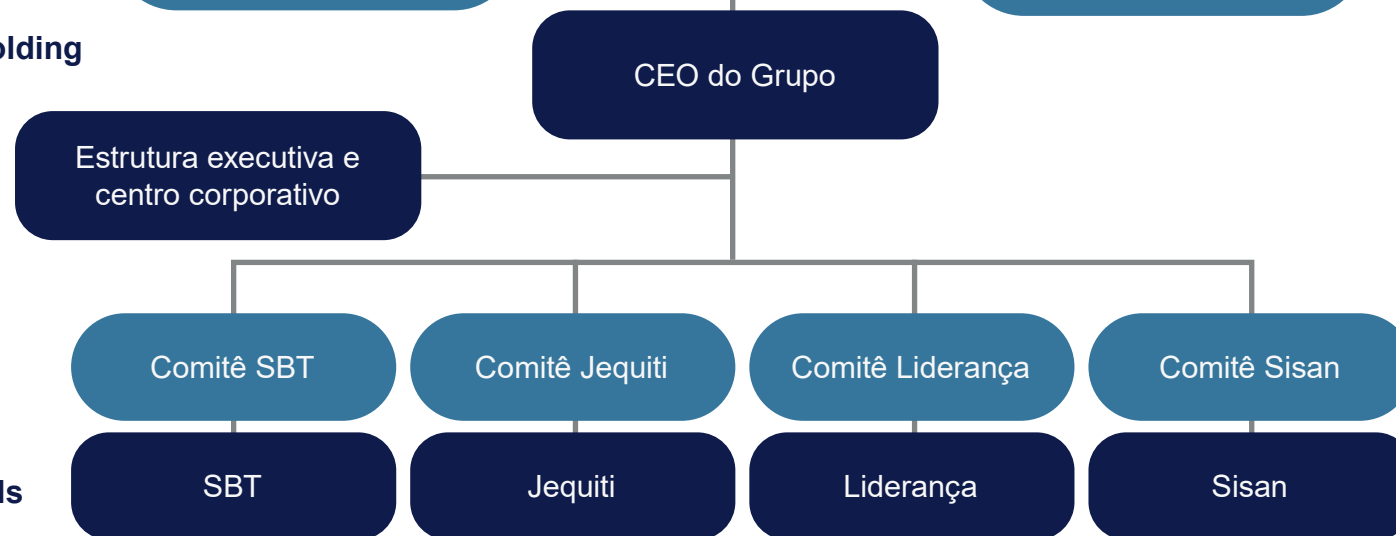 olding
CEO do Grupo
Estrutura executiva e
centro corporativo
Comitê SBT
Comitê Jequiti
Comitê Liderança
Comitê Sisan
ls
SBT
Jequiti
Liderança
Sisan